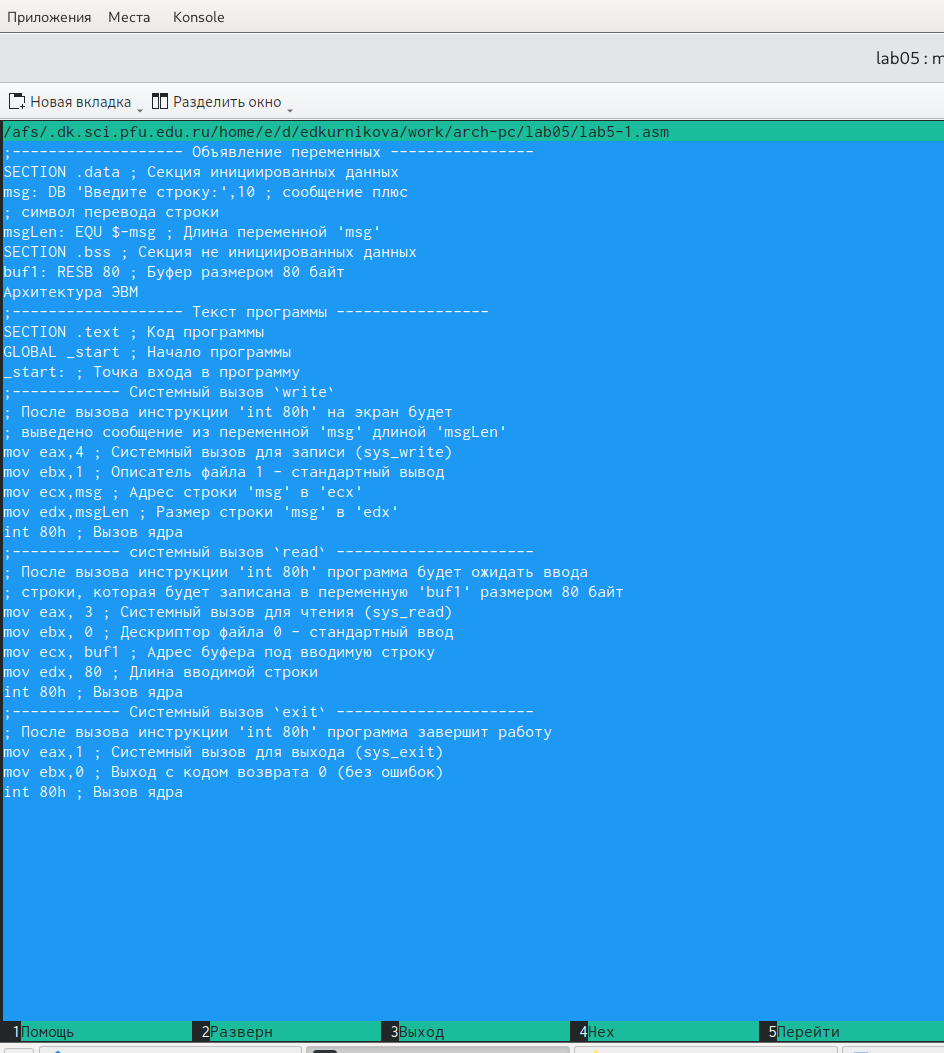 Приложения Места Konsole
lab05 : m
Новая вкладка Разделить окно
/afs/.dk.sci.pfu.edu.ru/home/e/d/edkurnikova/work/arch-pc/lab05/lab5-1.asm
;------------------- Объявление переменных ----------------
SECTION .data ; Секция инициированных данных
msg: DB 'Введите строку:',10 ; сообщение плюс
; символ перевода строки
msgLen: EQU $-msg ; Длина переменной 'msg'
SECTION .bss ; Секция не инициированных данных
buf1: RESB 80 ; Буфер размером 80 байт
Архитектура ЭВМ
;------------------- Текст программы -----------------
SECTION .text ; Код программы
GLOBAL _start ; Начало программы
_start: ; Точка входа в программу
;------------ Системный вызов `write`
; После вызова инструкции 'int 80h' на экран будет
; выведено сообщение из переменной 'msg' длиной 'msgLen'
mov eax,4 ; Системный вызов для записи (sys_write)
mov ebx,1 ; Описатель файла 1 - стандартный вывод
mov ecx,msg ; Адрес строки 'msg' в 'ecx'
mov edx,msgLen ; Размер строки 'msg' в 'edx'
int 80h ; Вызов ядра
;------------ системный вызов `read` ----------------------
; После вызова инструкции 'int 80h' программа будет ожидать ввода
; строки, которая будет записана в переменную 'buf1' размером 80 байт
mov eax, 3 ; Системный вызов для чтения (sys_read)
mov ebx, 0 ; Дескриптор файла 0 - стандартный ввод
mov ecx, buf1 ; Адрес буфера под вводимую строку
mov edx, 80 ; Длина вводимой строки
int 80h ; Вызов ядра
;------------ Системный вызов `exit` ----------------------
; После вызова инструкции 'int 80h' программа завершит работу
mov eax,1 ; Системный вызов для выхода (sys_exit)
mov ebx,0 ; Выход с кодом возврата 0 (без ошибок)
int 80h ; Вызов ядра
1Помощь 2Разверн 3Выход 4Hex 5Перейти